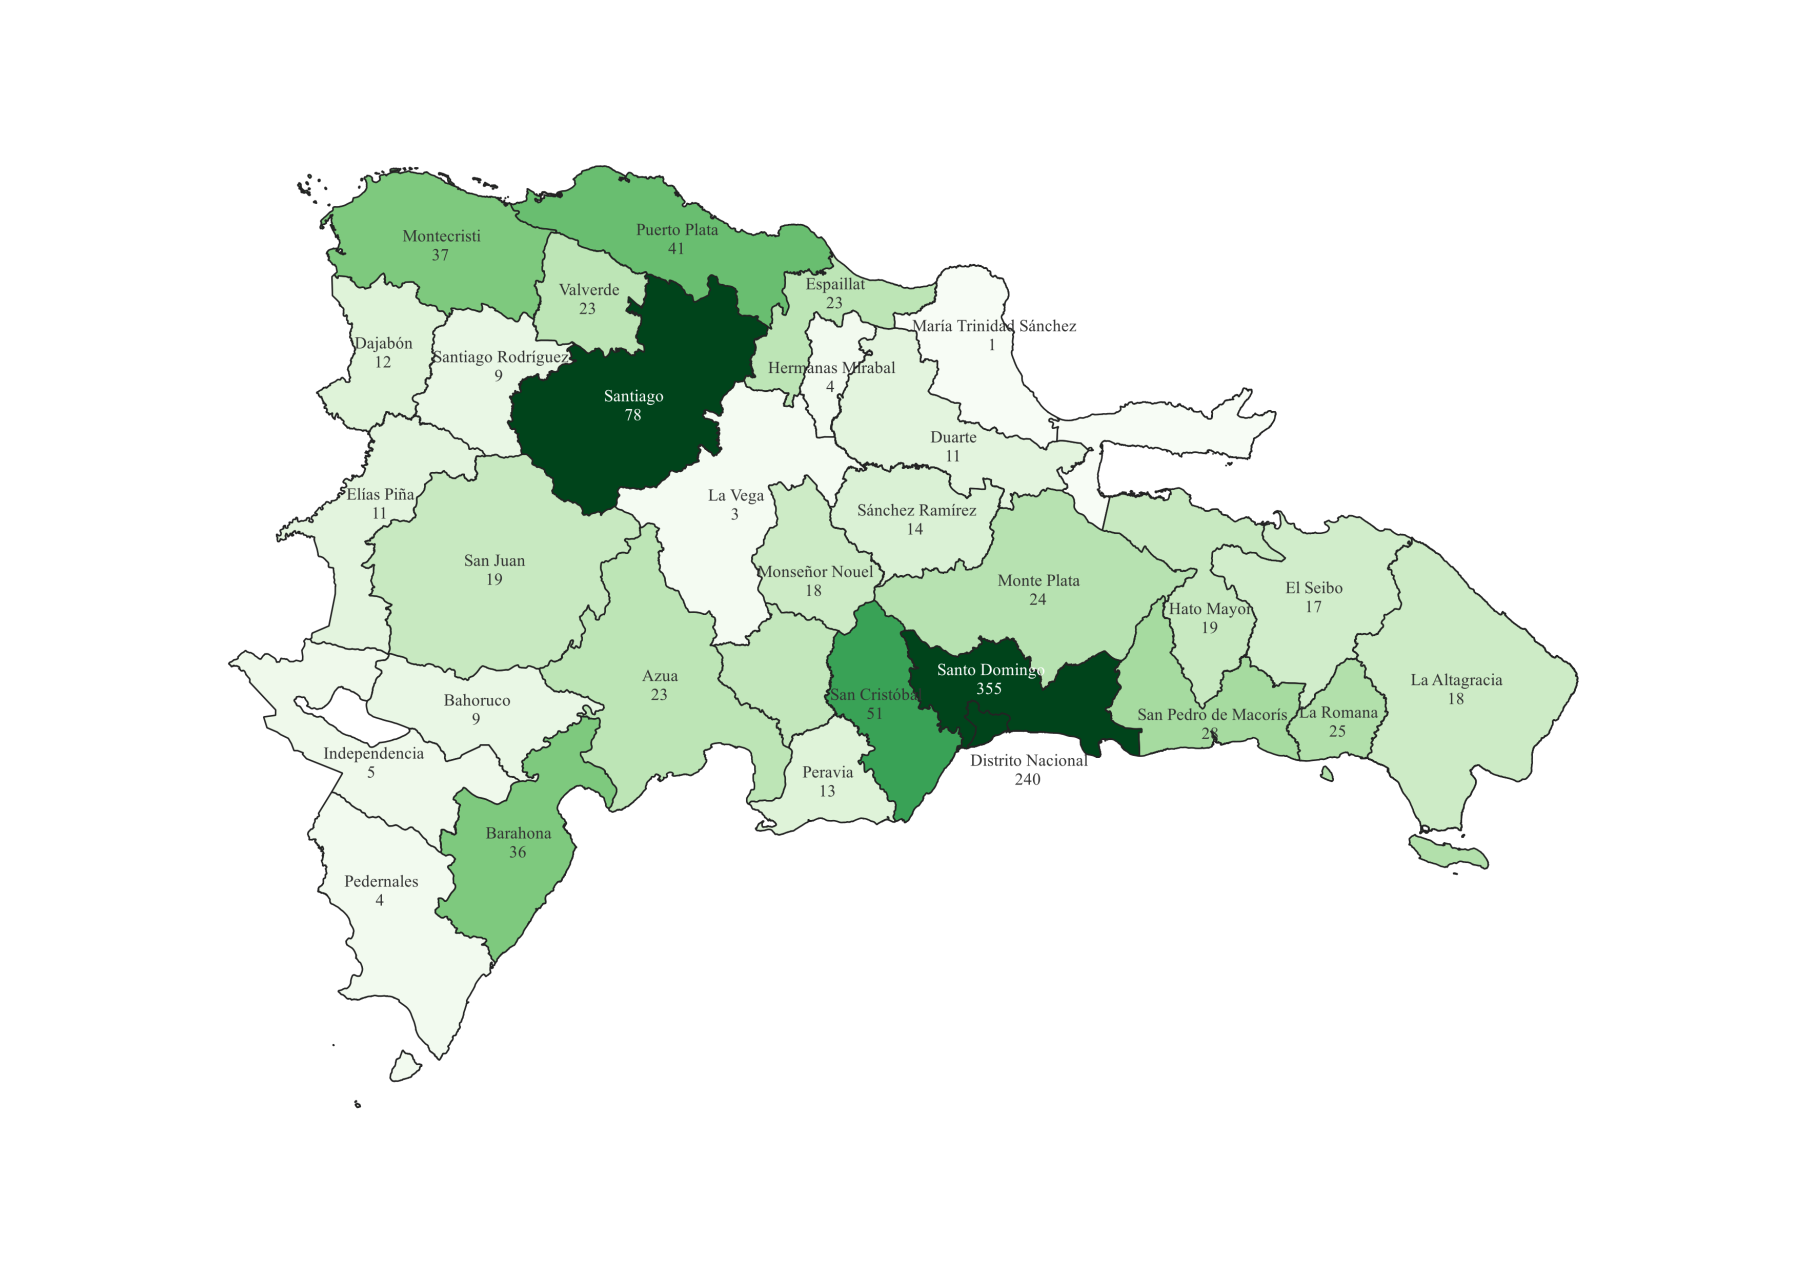 Puerto Plata
41
Montecristi
37
Valverde
23
Espaillat
23
María Trinidad Sánchez
1
Dajabón
12
Santiago Rodríguez
9
Hermanas Mirabal
4
Santiago
78
Duarte
11
Elías Piña
11
La Vega
3
Sánchez Ramírez
14
San Juan
19
Monseñor Nouel
18
Monte Plata
24
El Seibo
17
Hato Mayor
19
Azua
23
Santo Domingo
355
La Altagracia
18
Bahoruco
9
San Cristóbal
51
San Pedro de Macorís
28
La Romana
25
Independencia
5
Peravia
13
Distrito Nacional
240
Barahona
36
Pedernales
4